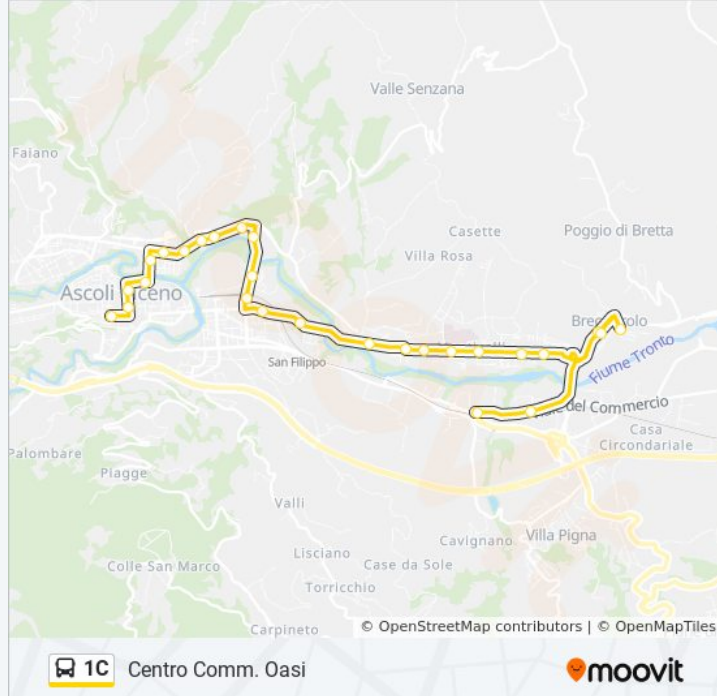 Valle Senzana
Faiano
Casette
Poggio di Bretta
Villa Rosa
Ascoli Piceno
Fiume Tronto
San Filippo
del Commercio
Casa
Circondariale
Palombare
Piagge
Valli
Villa Pigna
Cavignano
Lisciano
Case da Sole
Colle San Marco
Torricchio
Carpineto
© OpenStreetMap contributors | © OpenMapTiles
1C
Centro Comm. Oasi
moovit